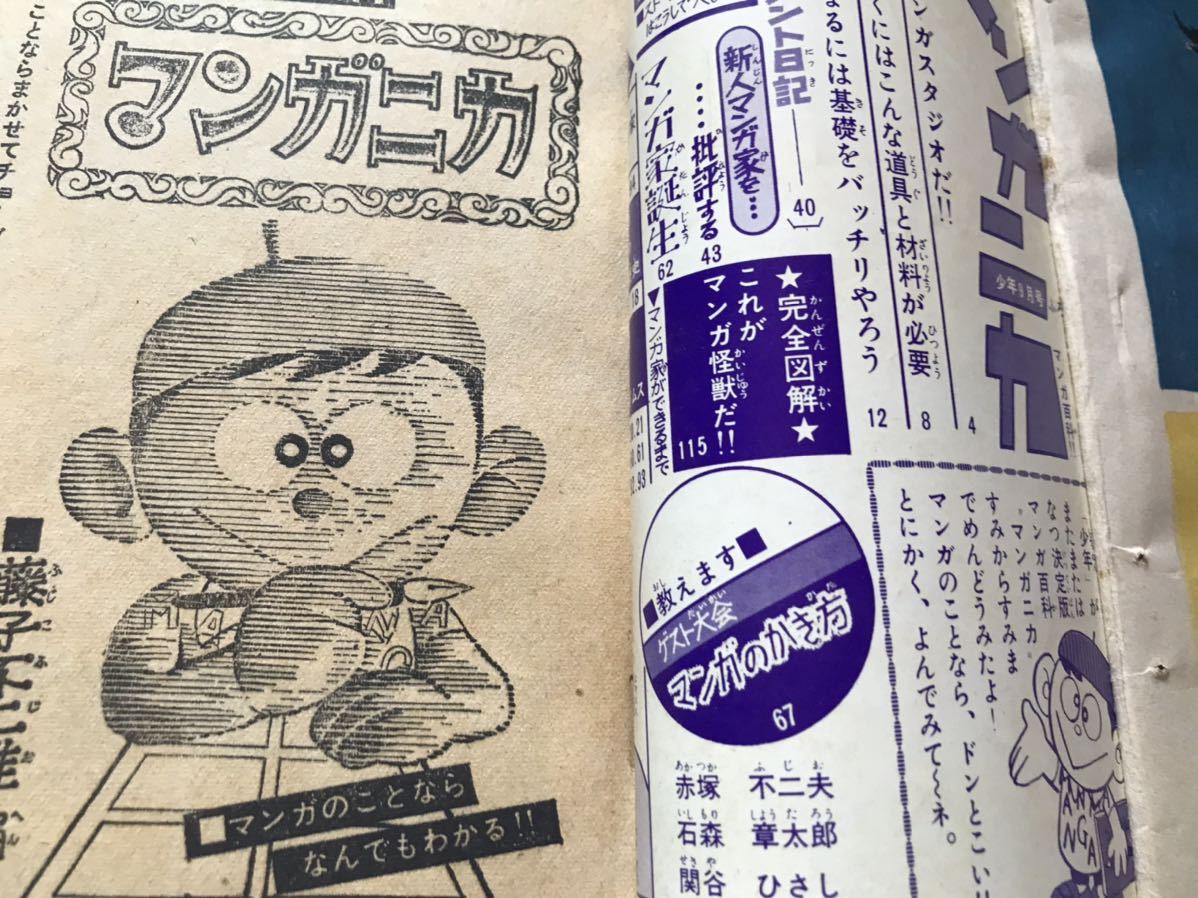 マンガニカ
ことならまかせてチョ
MANGA
■藤子不二雄
へん
■マンガのことなら
なんでもわかる!!
ンガニカ
少年9月号
マンガ百科!!
ンガスタジオだ!!
4
くにはこんな道具と材料が必要
8
るには基礎をバッチリやろう
12
ント日記
40
新人マンガ家を…
…批評する
43
マンガ家誕生
62
▼マンガ家ができるまで
★完全図解★
これが
マンガ怪獣だ!!
115
■教えます■
ゲスト大会
マンガのかき方
67
赤塚不二夫
石森章太郎
関谷ひさし
またまた
なつ決定版
マンガ百科
“マンガニカ”
すみからすみま
でめんどうみたよ!
マンガのことなら、ドンとこい!!
とにかく、よんでみて〜ネ。
MANGA